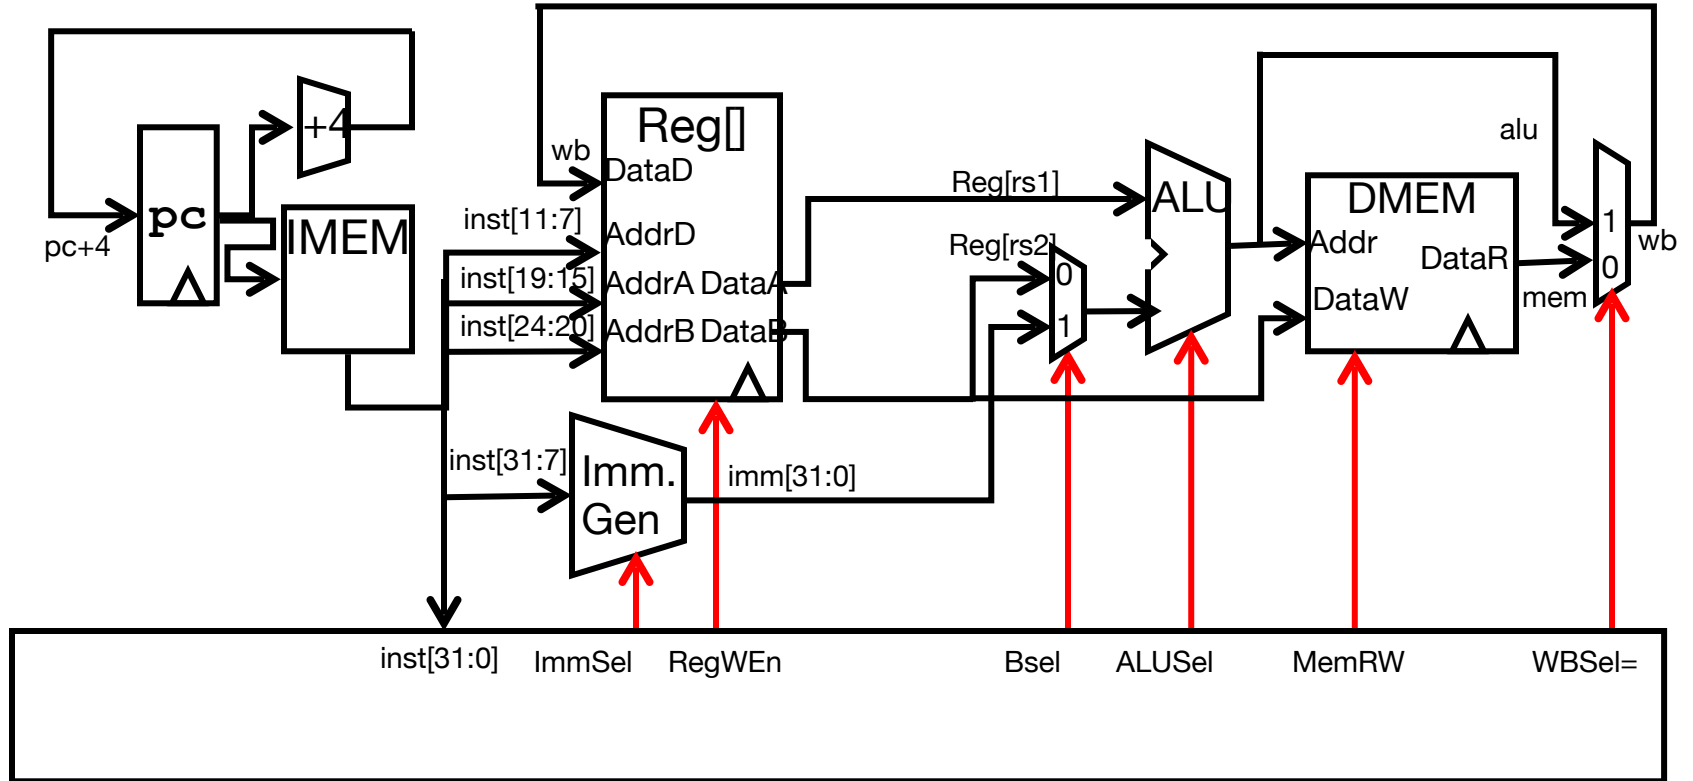 wb
Reg[]
DataD
AddrD
AddrA DataA
AddrB DataB
inst[11:7]
inst[19:15]
inst[24:20]
+4
pc
pc+4
IMEM
Reg[rs1]
Reg[rs2]
0
1
ALU
alu
DMEM
Addr
DataR
DataW
mem
1
0
wb
inst[31:7]
Imm.
Gen
imm[31:0]
inst[31:0]
ImmSel
RegWEn
Bsel
ALUSel
MemRW
WBSel=